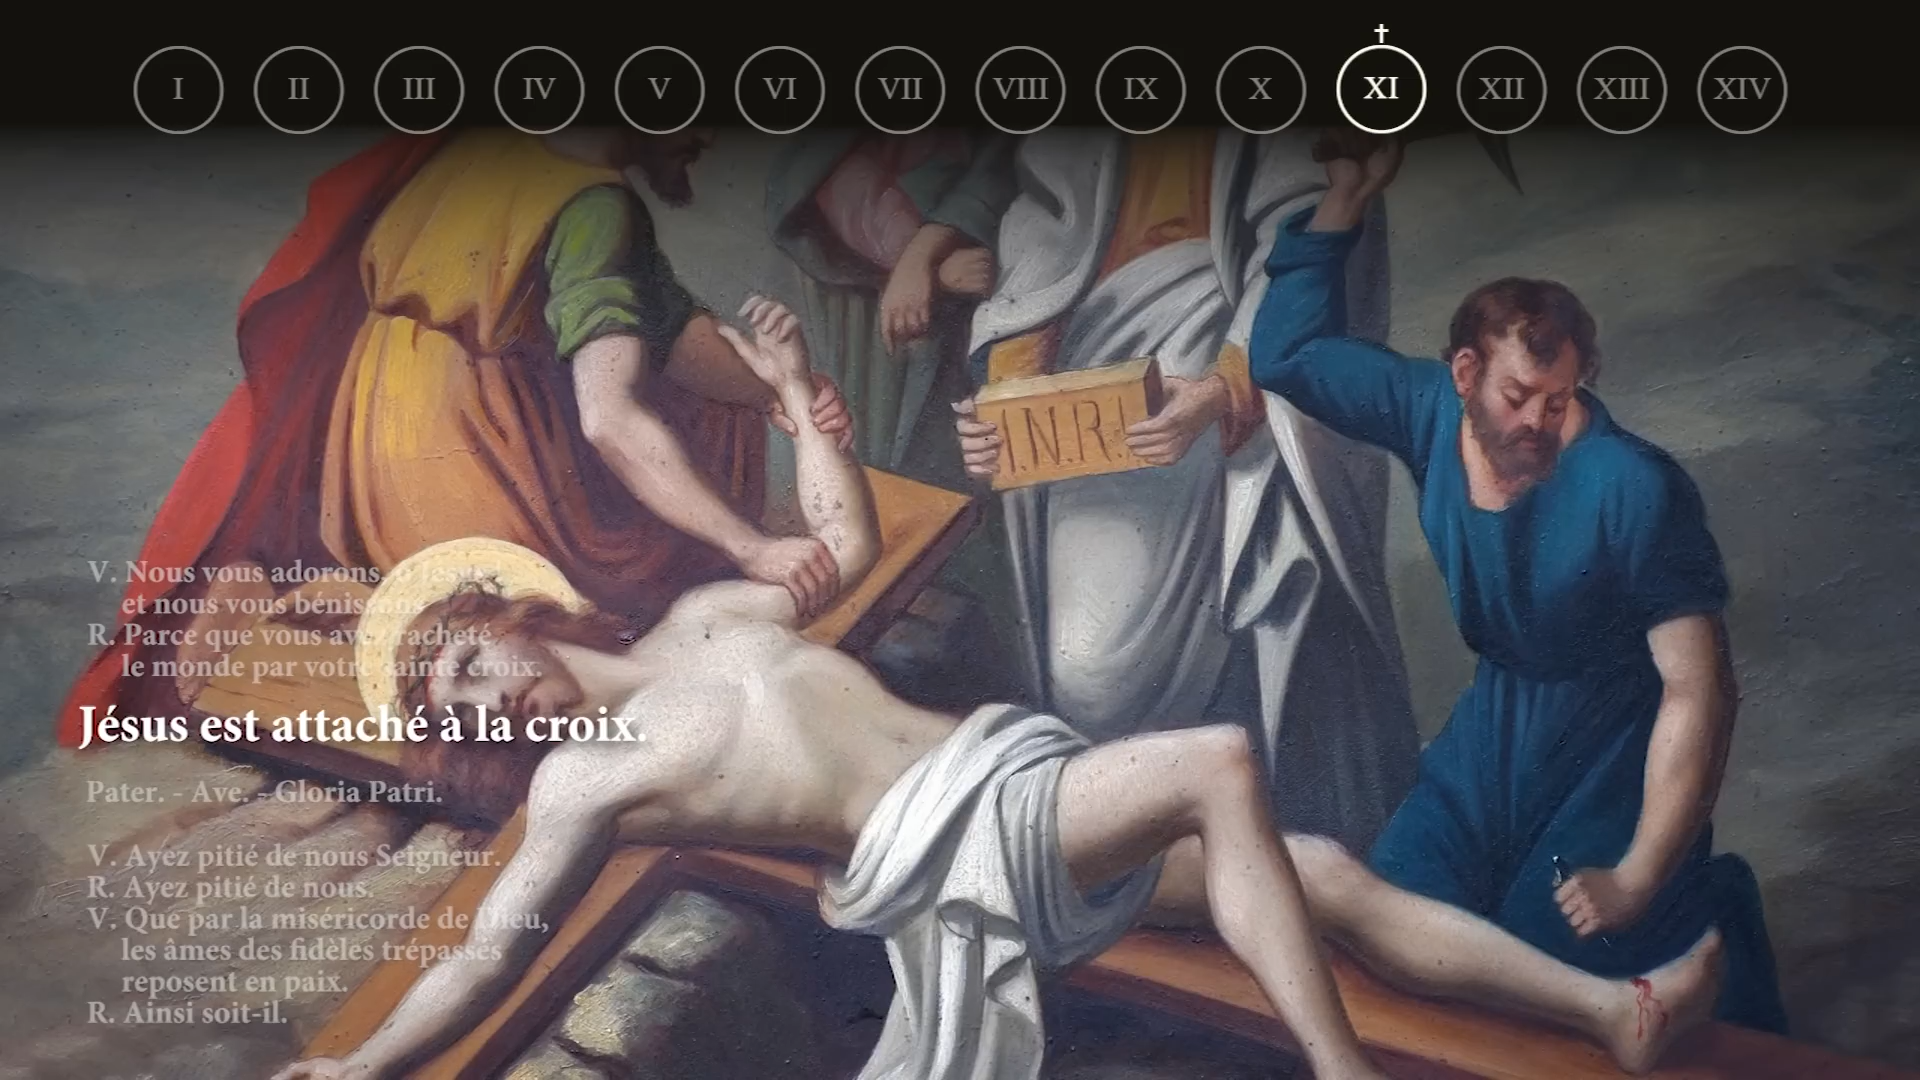 I II III IV V VI VII VIII IX X XI XII XIII XIV
I.N.R.I.
V. Nous vous adorons, ô Jésus,
et nous vous bénissons
R. Parce que vous avez racheté
le monde par votre sainte croix.
Jésus est attaché à la croix.
Pater. - Ave. - Gloria Patri.
V. Ayez pitié de nous Seigneur.
R. Ayez pitié de nous.
V. Que par la miséricorde de Dieu,
les âmes des fidèles trépassés
reposent en paix.
R. Ainsi soit-il.